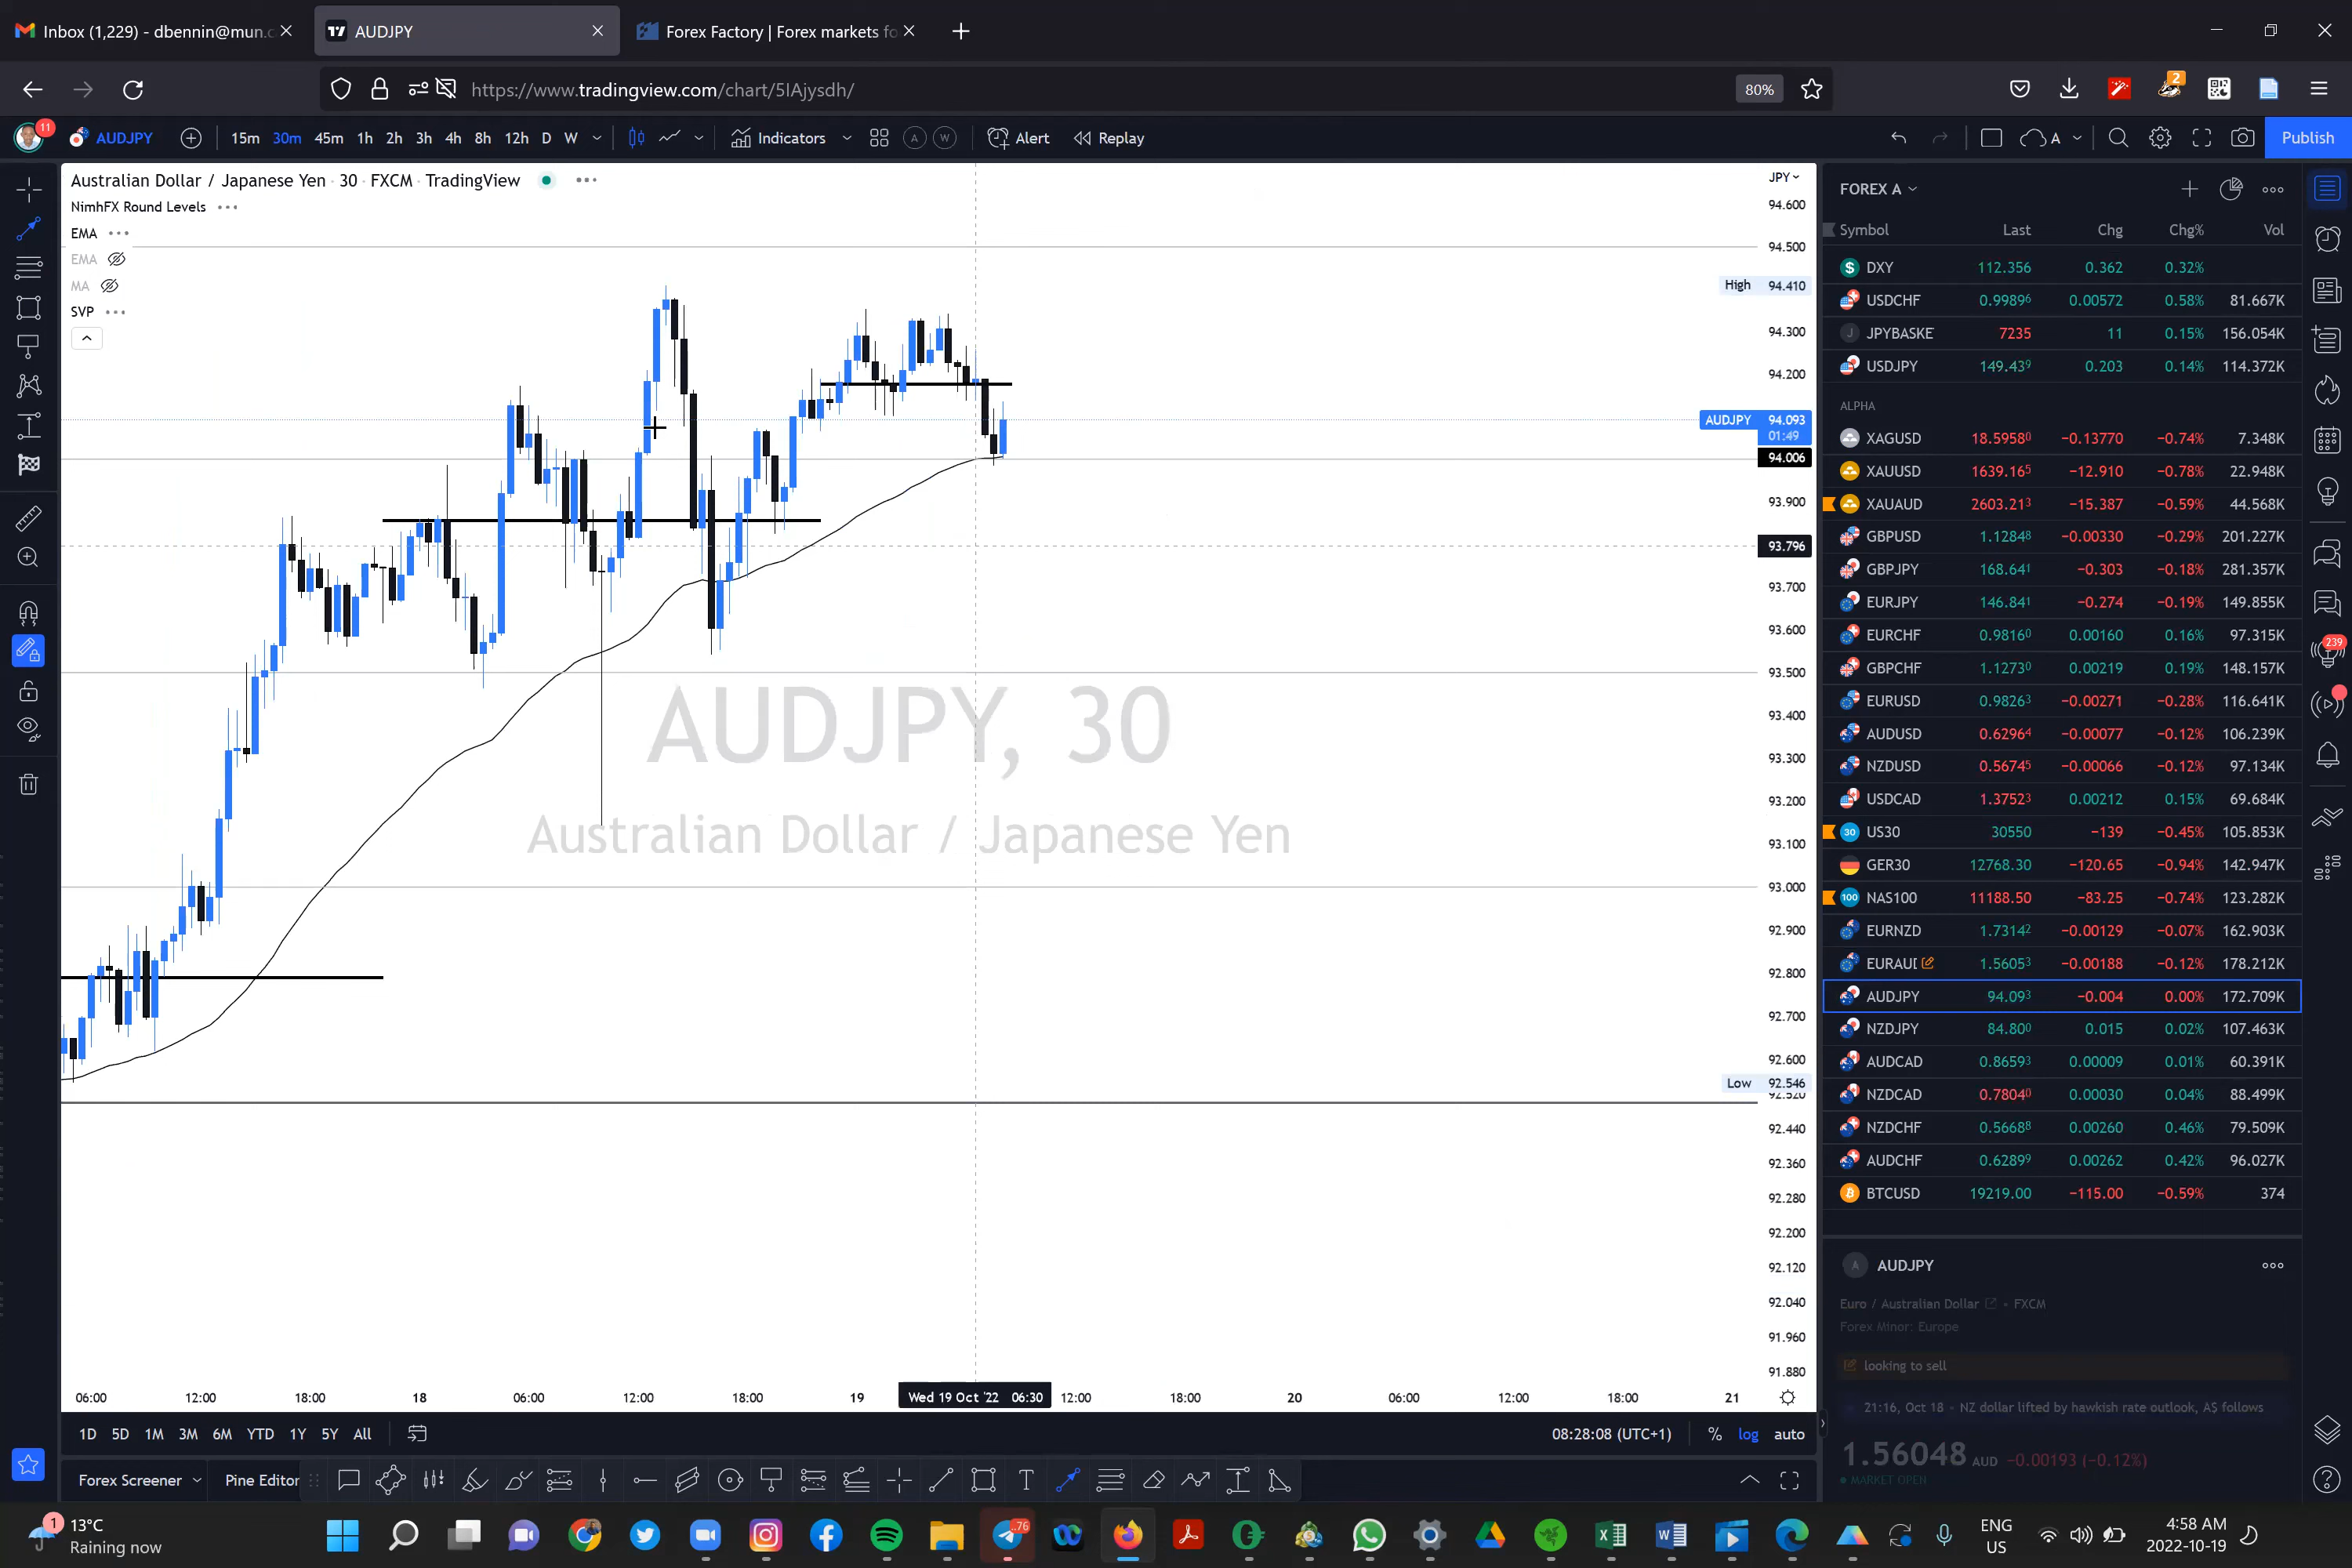 Inbox (1,229) - dbennin@mun.c
AUDJPY
Forex Factory | Forex markets fo
https://www.tradingview.com/chart/5IAjysdh/
80%
2
11
AUDJPY
15m 30m 45m 1h 2h 3h 4h 8h 12h D W
Indicators
A W
Alert
Replay
A
Publish
Australian Dollar / Japanese Yen · 30 · FXCM · TradingView
NimhFX Round Levels
EMA
EMA
MA
SVP
JPY
94.600
94.500
High 94.410
94.300
94.200
AUDJPY 94.093
01:49
94.006
93.900
93.796
93.700
93.600
93.500
93.400
93.300
93.200
93.100
93.000
92.900
92.800
92.700
92.600
Low 92.546
92.520
92.440
92.360
92.280
92.200
92.120
92.040
91.960
91.880
AUDJPY, 30
Australian Dollar / Japanese Yen
06:00 12:00 18:00 18 06:00 12:00 18:00 19 Wed 19 Oct '22 06:30 12:00 18:00 20 06:00 12:00 18:00 21
1D 5D 1M 3M 6M YTD 1Y 5Y All
08:28:08 (UTC+1) % log auto
Forex Screener
Pine Editor
FOREX A
Symbol Last Chg Chg% Vol
DXY 112.356 0.362 0.32%
USDCHF 0.99896 0.00572 0.58% 81.667K
JPYBASKE 7235 11 0.15% 156.054K
USDJPY 149.439 0.203 0.14% 114.372K
ALPHA
XAGUSD 18.59580 −0.13770 −0.74% 7.348K
XAUUSD 1639.165 −12.910 −0.78% 22.948K
XAUAUD 2603.213 −15.387 −0.59% 44.568K
GBPUSD 1.12848 −0.00330 −0.29% 201.227K
GBPJPY 168.641 −0.303 −0.18% 281.357K
EURJPY 146.841 −0.274 −0.19% 149.855K
EURCHF 0.98160 0.00160 0.16% 97.315K
GBPCHF 1.12730 0.00219 0.19% 148.157K
EURUSD 0.98263 −0.00271 −0.28% 116.641K
AUDUSD 0.62964 −0.00077 −0.12% 106.239K
NZDUSD 0.56745 −0.00066 −0.12% 97.134K
USDCAD 1.37523 0.00212 0.15% 69.684K
30 US30 30550 −139 −0.45% 105.853K
GER30 12768.30 −120.65 −0.94% 142.947K
100 NAS100 11188.50 −83.25 −0.74% 123.282K
EURNZD 1.73142 −0.00129 −0.07% 162.903K
EURAUD 1.56053 −0.00188 −0.12% 178.212K
AUDJPY 94.093 −0.004 0.00% 172.709K
NZDJPY 84.800 0.015 0.02% 107.463K
AUDCAD 0.86593 0.00009 0.01% 60.391K
NZDCAD 0.78040 0.00030 0.04% 88.499K
NZDCHF 0.56688 0.00260 0.46% 79.509K
AUDCHF 0.62899 0.00262 0.42% 96.027K
BTCUSD 19219.00 −115.00 −0.59% 374
A AUDJPY
Euro / Australian Dollar • FXCM
Forex Minor: Europe
looking to sell
21:16, Oct 18 • NZ dollar lifted by hawkish rate outlook, A$ follows
1.56048 AUD −0.00193 (−0.12%)
MARKET OPEN
239
1
13°C
Raining now
76
ENG
US
4:58 AM
2022-10-19